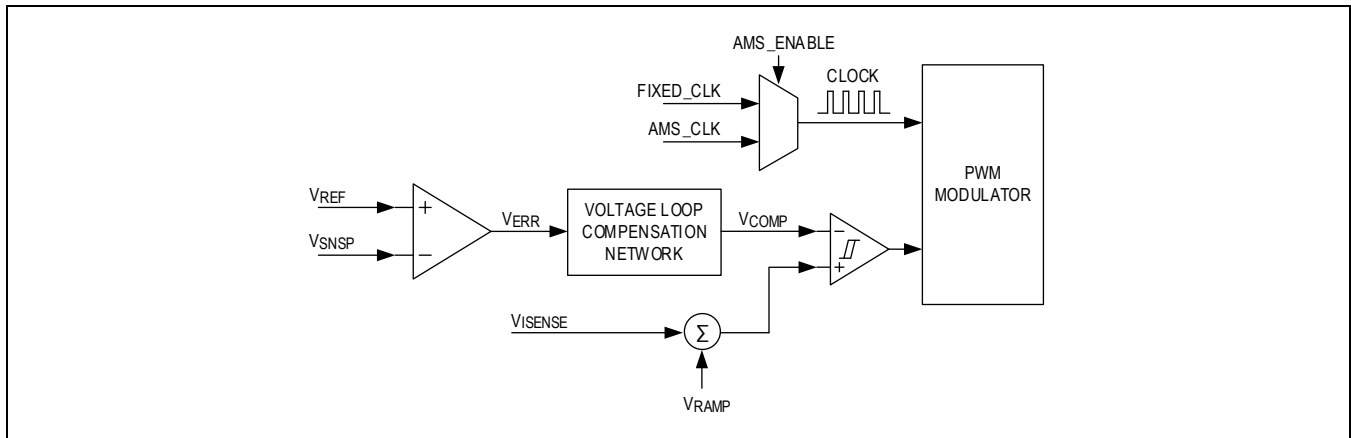 AMS_ENABLE
FIXED_CLK
CLOCK
AMS_CLK
PWM
MODULATOR
VREF
+
VSNSP
−
VERR
VOLTAGE LOOP
COMPENSATION
NETWORK
VCOMP
−
+
VISENSE
Σ
VRAMP